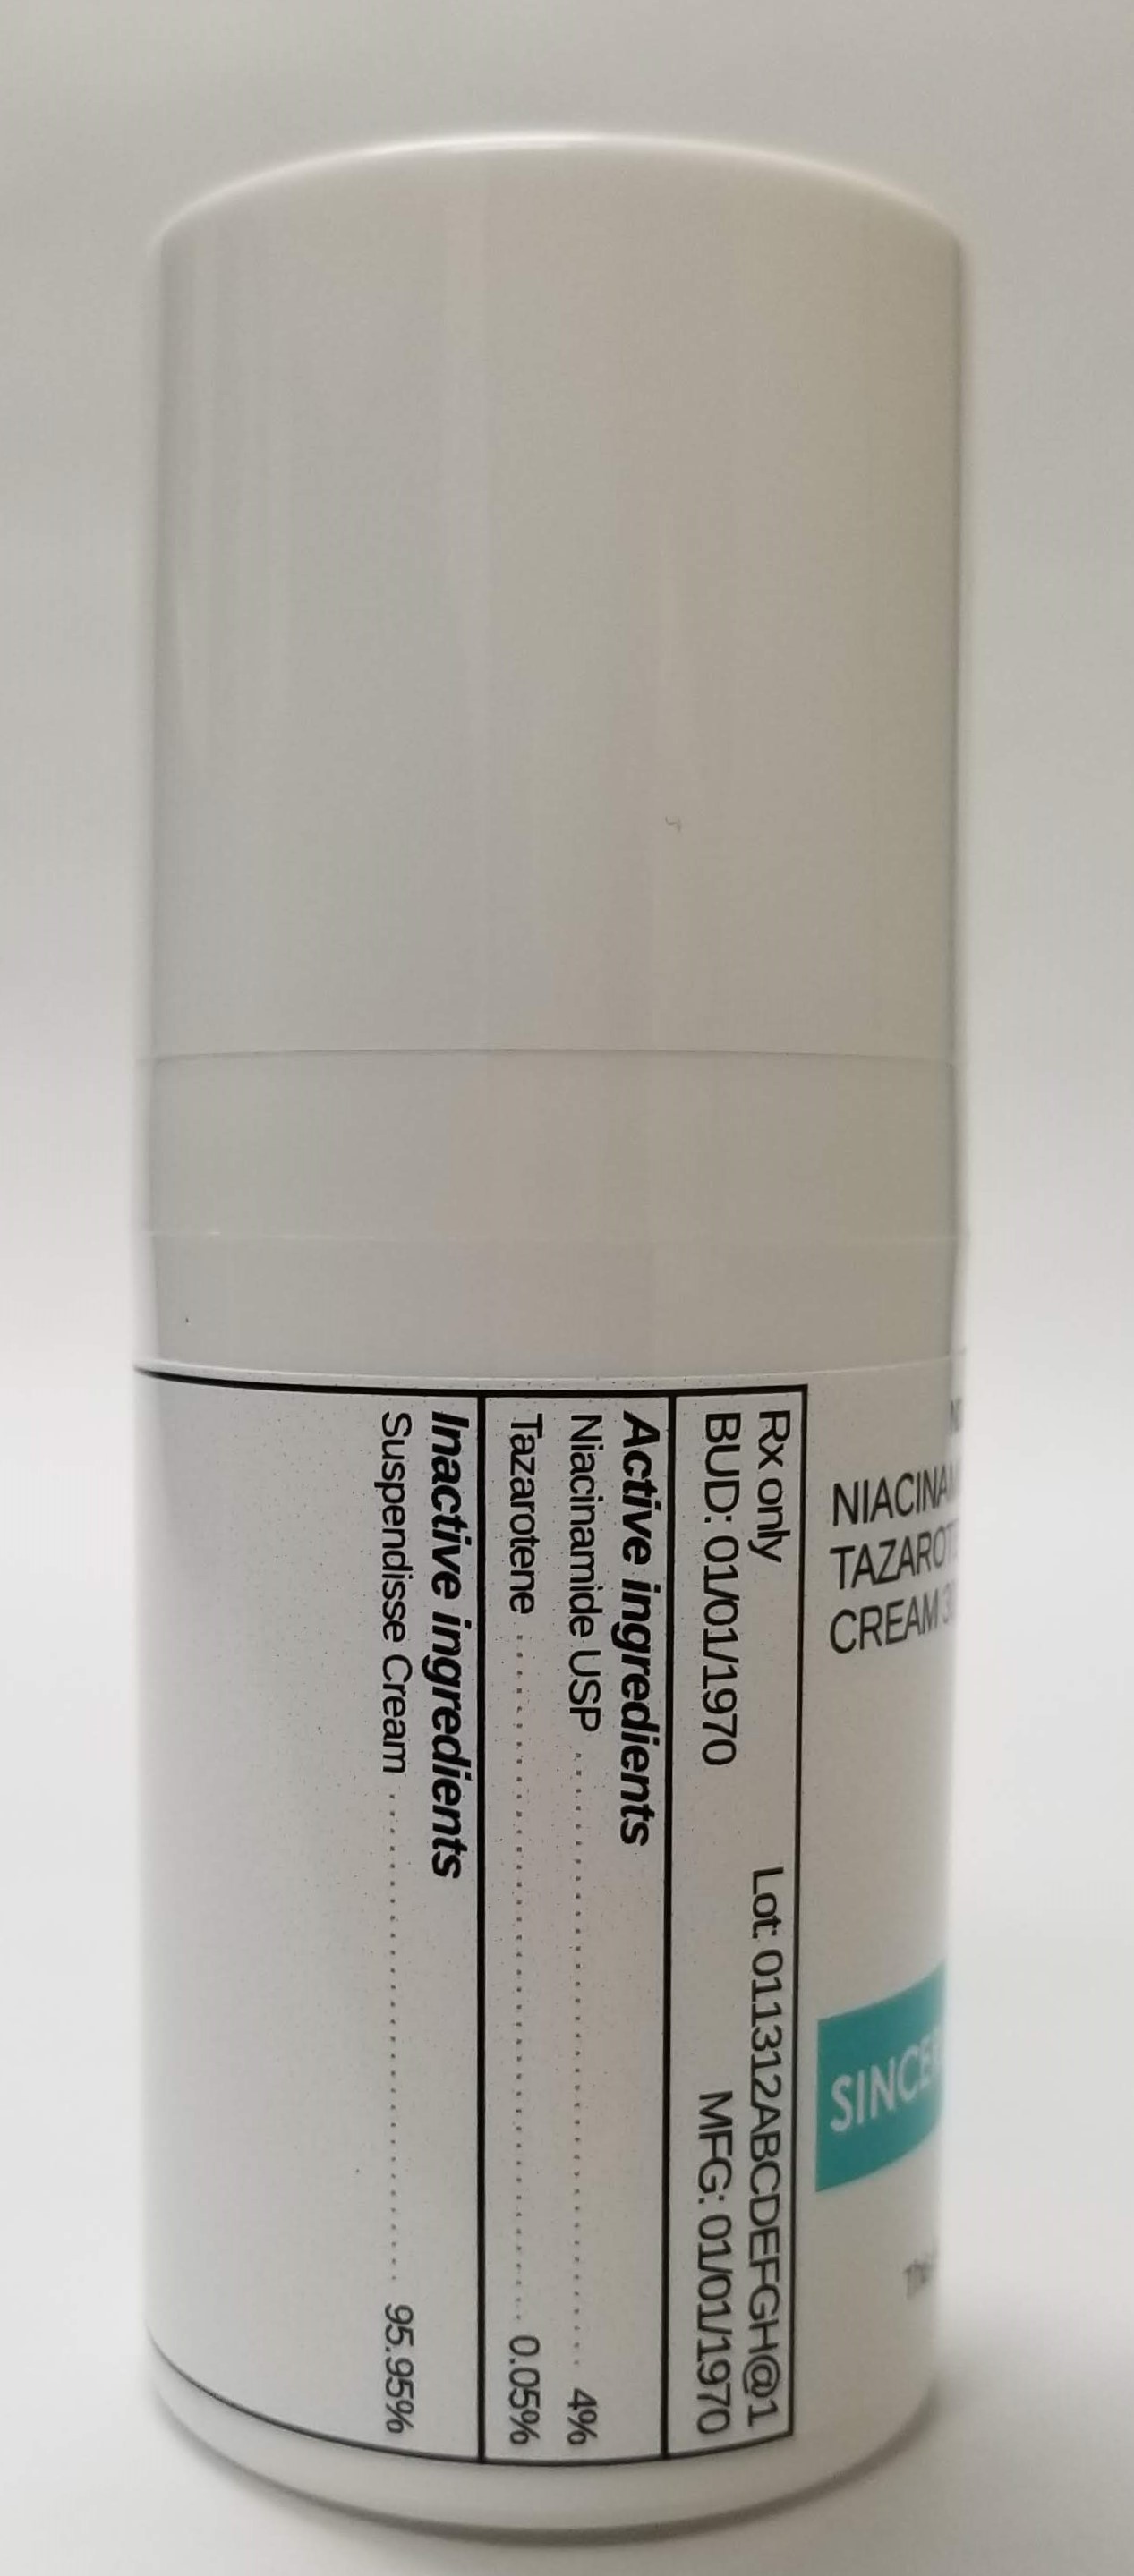 Rx only Lot: 011312ABCDEFGH@1
BUD: 01/01/1970 MFG: 01/01/1970
Active ingredients
Niacinamide USP .......... 4%
Tazarotene .......... 0.05%
Inactive ingredients
Suspendisse Cream .......... 95.95%
CREAM